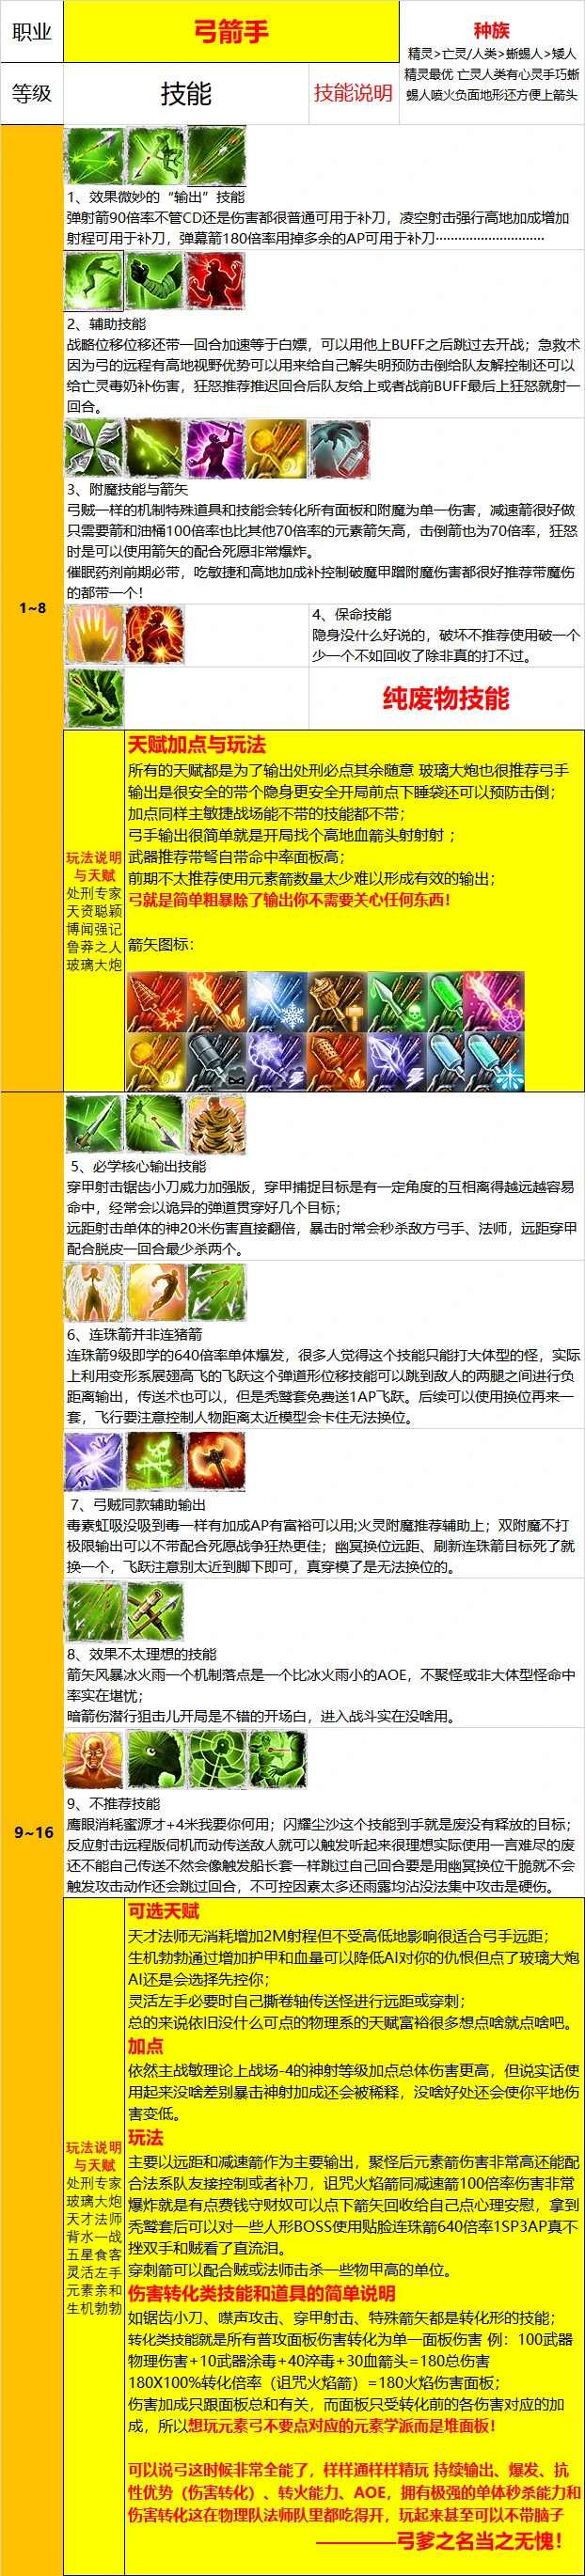 职业
弓箭手
种族
精灵>亡灵/人类>蜥蜴人>矮人
精灵最优 亡灵人类有心灵手巧蜥
蜴人喷火负面地形还方便上箭头
等级
技能
技能说明
1~8
1、效果微妙的“输出”技能
弹射箭90倍率不管CD还是伤害都很普通可用于补刀，凌空射击强行高地加成增加
射程可用于补刀，弹幕箭180倍率用掉多余的AP可用于补刀…………………………
2、辅助技能
战略位移位移还带一回合加速等于白嫖，可以用他上BUFF之后跳过去开战；急救术
因为弓的远程有高地视野优势可以用来给自己解失明预防击倒给队友解控制还可以
给亡灵毒奶补伤害，狂怒推荐推迟回合后队友给上或者战前BUFF最后上狂怒就射一
回合。
3、附魔技能与箭矢
弓贼一样的机制特殊道具和技能会转化所有面板和附魔为单一伤害，减速箭很好做
只需要箭和油桶100倍率也比其他70倍率的元素箭矢高，击倒箭也为70倍率，狂怒
时是可以使用箭矢的配合死愿非常爆炸。
催眠药剂前期必带，吃敏捷和高地加成补控制破魔甲蹭附魔伤害都很好推荐带魔伤
的都带一个！
4、保命技能
隐身没什么好说的，破坏不推荐使用破一个
少一个不如回收了除非真的打不过。
纯废物技能
玩法说明
与天赋
处刑专家
天资聪颖
博闻强记
鲁莽之人
玻璃大炮
天赋加点与玩法
所有的天赋都是为了输出处刑必点其余随意 玻璃大炮也很推荐弓手
输出是很安全的带个隐身更安全开局前点下睡袋还可以预防击倒；
加点同样主敏捷战场能不带的技能都不带；
弓手输出很简单就是开局找个高地血箭头射射射 ；
武器推荐带弩自带命中率面板高；
前期不太推荐使用元素箭数量太少难以形成有效的输出；
弓就是简单粗暴除了输出你不需要关心任何东西！
箭矢图标：
9~16
5、必学核心输出技能
穿甲射击锯齿小刀威力加强版，穿甲捕捉目标是有一定角度的互相离得越远越容易
命中，经常会以诡异的弹道贯穿好几个目标；
远距射击单体的神20米伤害直接翻倍，暴击时常会秒杀敌方弓手、法师，远距穿甲
配合脱皮一回合最少杀两个。
6、连珠箭并非连猪箭
连珠箭9级即学的640倍率单体爆发，很多人觉得这个技能只能打大体型的怪，实际
上利用变形系展翅高飞的飞跃这个弹道形位移技能可以跳到敌人的两腿之间进行负
距离输出，传送术也可以，但是秃鹫套免费送1AP飞跃。后续可以使用换位再来一
套，飞行要注意控制人物距离太近模型会卡住无法换位。
7、弓贼同款辅助输出
毒素虹吸没吸到毒一样有加成AP有富裕可以用;火灵附魔推荐辅助上；双附魔不打
极限输出可以不带配合死愿战争狂热更佳；幽冥换位远距、刷新连珠箭目标死了就
换一个，飞跃注意别太近到脚下即可，真穿模了是无法换位的。
8、效果不太理想的技能
箭矢风暴冰火雨一个机制落点是一个比冰火雨小的AOE，不聚怪或非大体型怪命中
率实在堪忧；
暗箭伤潜行狙击儿开局是不错的开场白，进入战斗实在没啥用。
9、不推荐技能
鹰眼消耗蜜源才+4米我要你何用；闪耀尘沙这个技能到手就是废没有释放的目标；
反应射击远程版伺机而动传送敌人就可以触发听起来很理想实际使用一言难尽的废
还不能自己传送不然会像触发船长套一样跳过自己回合要是用幽冥换位干脆就不会
触发攻击动作还会跳过回合，不可控因素太多还雨露均沾没法集中攻击是硬伤。
玩法说明
与天赋
处刑专家
玻璃大炮
天才法师
背水一战
五星食客
灵活左手
元素亲和
生机勃勃
可选天赋
天才法师无消耗增加2M射程但不受高低地影响很适合弓手远距；
生机勃勃通过增加护甲和血量可以降低AI对你的仇恨但点了玻璃大炮
AI还是会选择先控你；
灵活左手必要时自己撕卷轴传送怪进行远距或穿刺；
总的来说依旧没什么可点的物理系的天赋富裕很多想点啥就点啥吧。
加点
依然主战敏理论上战场-4的神射等级加点总体伤害更高，但说实话使
用起来没啥差别暴击神射加成还会被稀释，没啥好处还会使你平地伤
害变低。
玩法
主要以远距和减速箭作为主要输出，聚怪后元素箭伤害非常高还能配
合法系队友接控制或者补刀，诅咒火焰箭同减速箭100倍率伤害非常
爆炸就是有点费钱守财奴可以点下箭矢回收给自己点心理安慰，拿到
秃鹫套后可以对一些人形BOSS使用贴脸连珠箭640倍率1SP3AP真不
挫双手和贼看了直流泪。
穿刺箭可以配合贼或法师击杀一些物甲高的单位。
伤害转化类技能和道具的简单说明
如锯齿小刀、噤声攻击、穿甲射击、特殊箭矢都是转化形的技能；
转化类技能就是所有普攻面板伤害转化为单一面板伤害 例：100武器
物理伤害+10武器涂毒+40淬毒+30血箭头=180总伤害
180X100%转化倍率（诅咒火焰箭）=180火焰伤害面板；
伤害加成只跟面板总和有关，而面板只受转化前的各伤害对应的加
成，所以想玩元素弓不要点对应的元素学派而是堆面板！
可以说弓这时候非常全能了，样样通样样精玩 持续输出、爆发、抗
性优势（伤害转化）、转火能力、AOE，拥有极强的单体秒杀能力和
伤害转化这在物理队法师队里都吃得开，玩起来甚至可以不带脑子
————弓爹之名当之无愧！